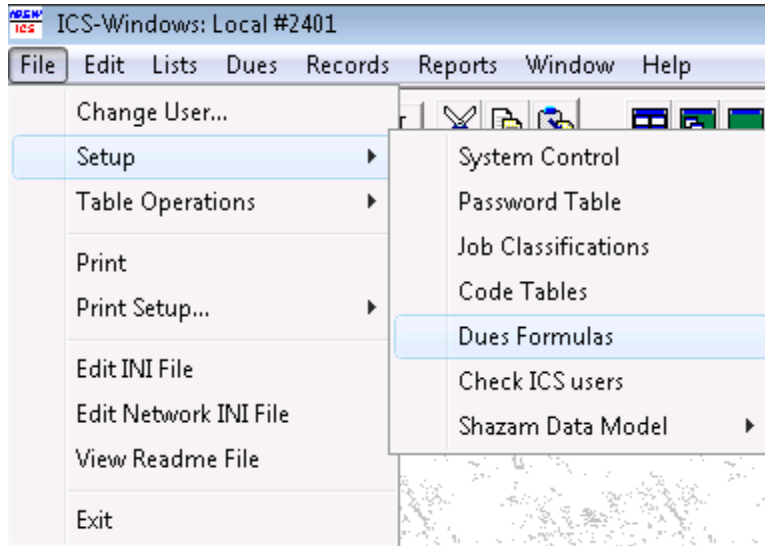 IBEW
ICS
ICS-Windows: Local #2401
File Edit Lists Dues Records Reports Window Help
Change User...
Setup
Table Operations
Print
Print Setup...
Edit INI File
Edit Network INI File
View Readme File
Exit
System Control
Password Table
Job Classifications
Code Tables
Dues Formulas
Check ICS users
Shazam Data Model